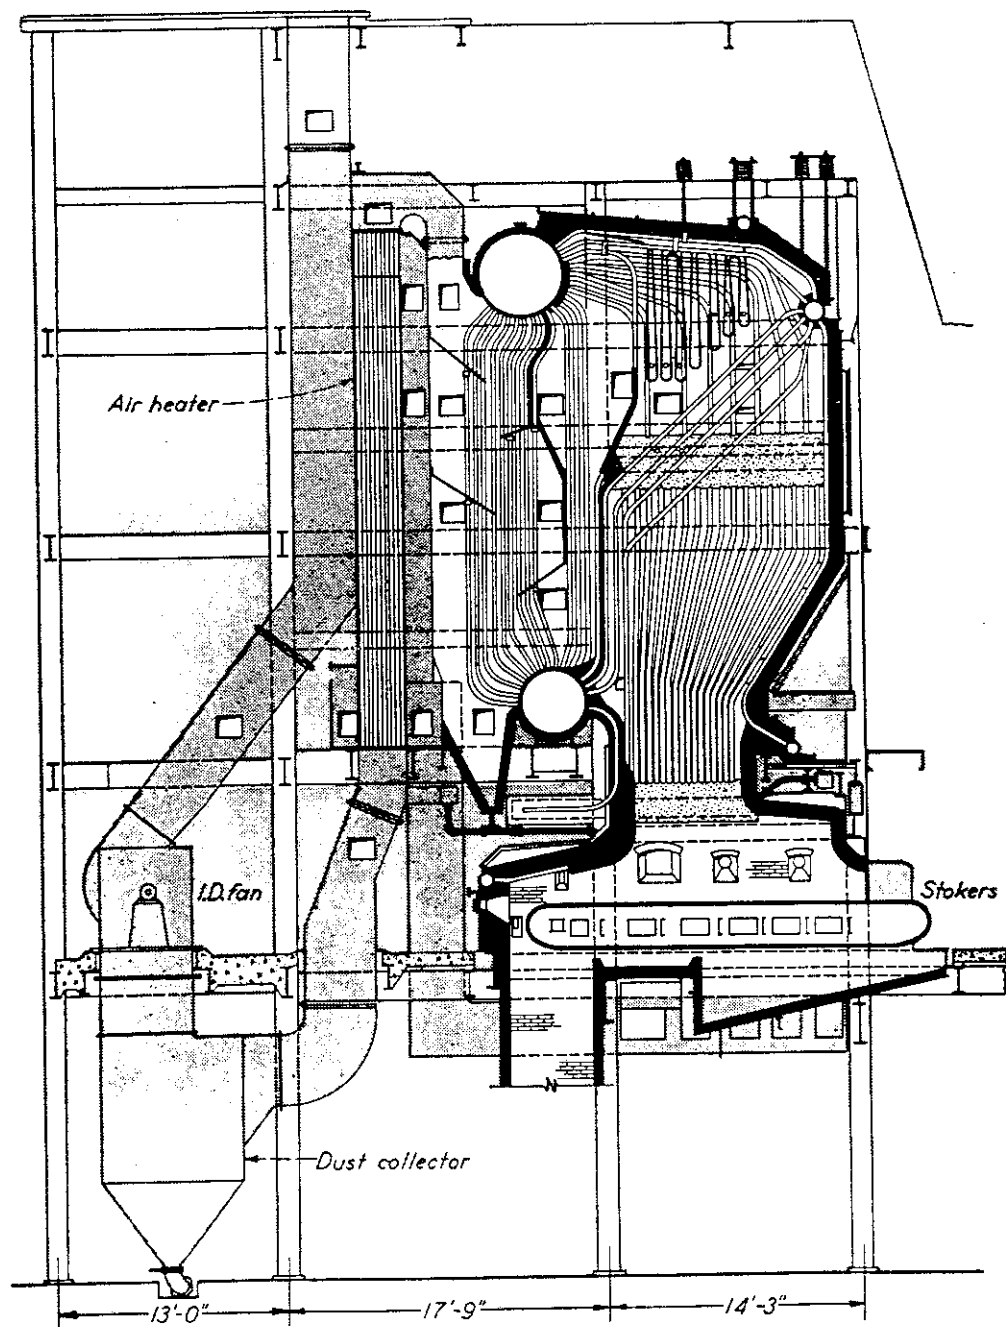 Air heater
I.D. fan
Stokers
Dust collector
13'-0"
17'-9"
14'-3"